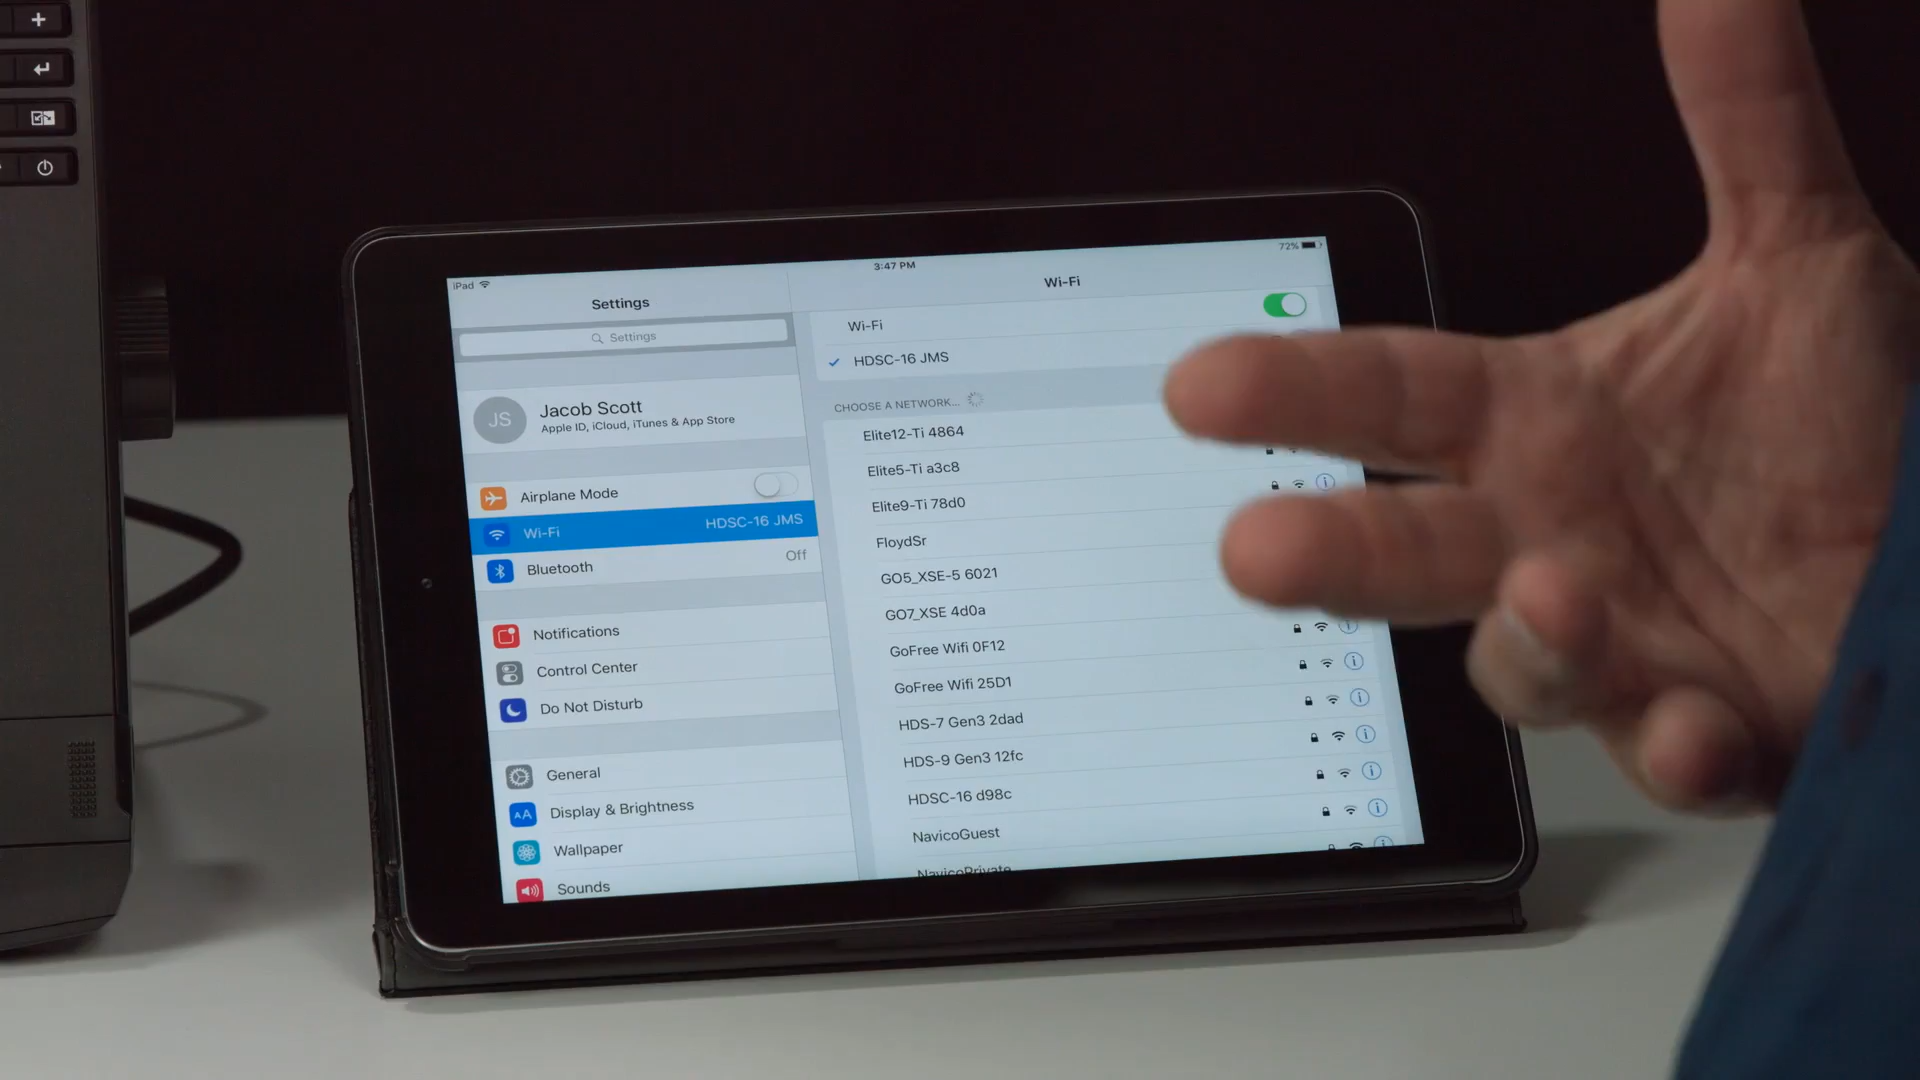 iPad
3:47 PM
72%
Settings
Settings
JS
Jacob Scott
Apple ID, iCloud, iTunes & App Store
Airplane Mode
Wi-Fi HDSC-16 JMS
Bluetooth Off
Notifications
Control Center
Do Not Disturb
General
AA Display & Brightness
Wallpaper
Sounds
Wi-Fi
Wi-Fi
HDSC-16 JMS
CHOOSE A NETWORK...
Elite12-Ti 4864
Elite5-Ti a3c8
Elite9-Ti 78d0
FloydSr
GO5_XSE-5 6021
GO7_XSE 4d0a
GoFree Wifi 0F12
GoFree Wifi 25D1
HDS-7 Gen3 2dad
HDS-9 Gen3 12fc
HDSC-16 d98c
NavicoGuest
NavicoPrivate